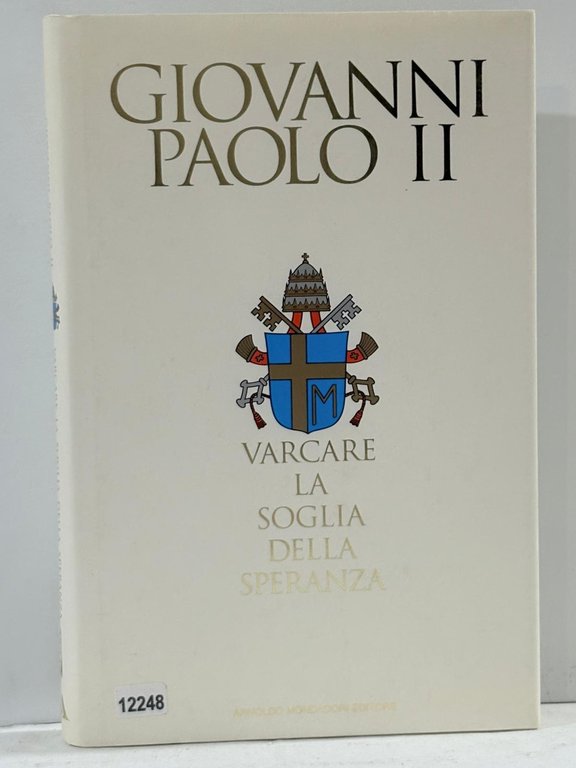 GIOVANNI
PAOLO II
M
VARCARE
LA
SOGLIA
DELLA
SPERANZA
12248
ARNOLDO MONDADORI EDITORE